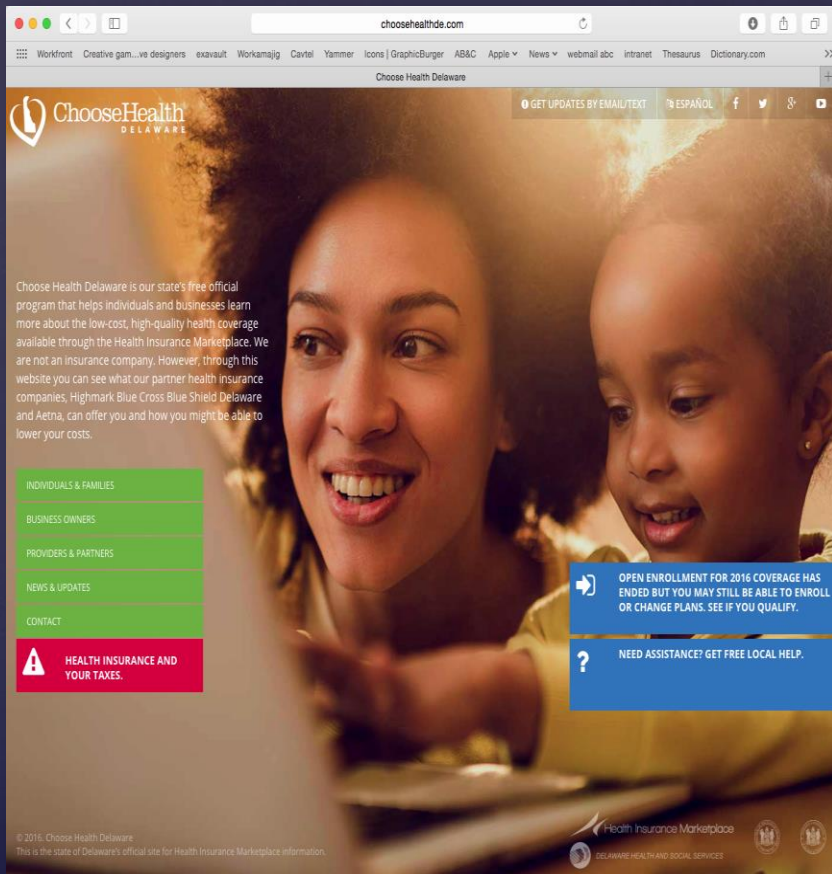 choosehealthde.com
Workfront Creative gam...ve designers exavault Workamajig Cavtel Yammer Icons | GraphicBurger AB&C Apple News webmail abc intranet Thesaurus Dictionary.com
Choose Health Delaware
ChooseHealth
DELAWARE
GET UPDATES BY EMAIL/TEXT ESPAÑOL
Choose Health Delaware is our state's free official
program that helps individuals and businesses learn
more about the low-cost, high-quality health coverage
available through the Health Insurance Marketplace. We
are not an insurance company. However, through this
website you can see what our partner health insurance
companies, Highmark Blue Cross Blue Shield Delaware
and Aetna, can offer you and how you might be able to
lower your costs.
INDIVIDUALS & FAMILIES
BUSINESS OWNERS
PROVIDERS & PARTNERS
NEWS & UPDATES
CONTACT
HEALTH INSURANCE AND
YOUR TAXES.
OPEN ENROLLMENT FOR 2016 COVERAGE HAS
ENDED BUT YOU MAY STILL BE ABLE TO ENROLL
OR CHANGE PLANS. SEE IF YOU QUALIFY.
NEED ASSISTANCE? GET FREE LOCAL HELP.
© 2016. Choose Health Delaware
This is the state of Delaware's official site for Health Insurance Marketplace information.
Health Insurance Marketplace
DELAWARE HEALTH AND SOCIAL SERVICES